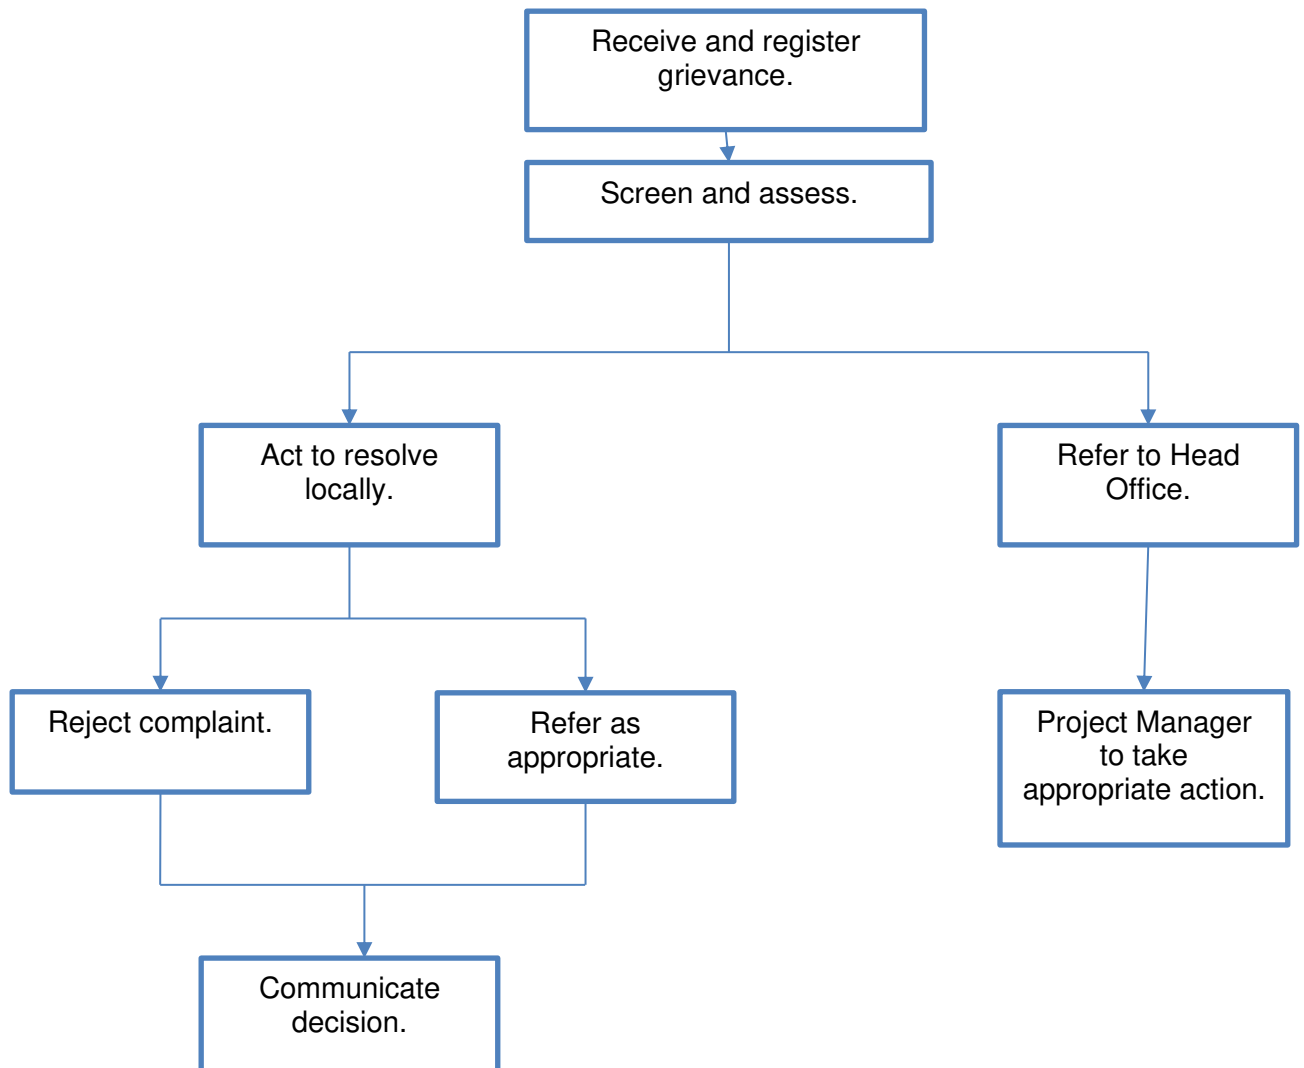 Receive and register
grievance.
Screen and assess.
Act to resolve
locally.
Refer to Head
Office.
Reject complaint.
Refer as
appropriate.
Project Manager
to take
appropriate action.
Communicate
decision.